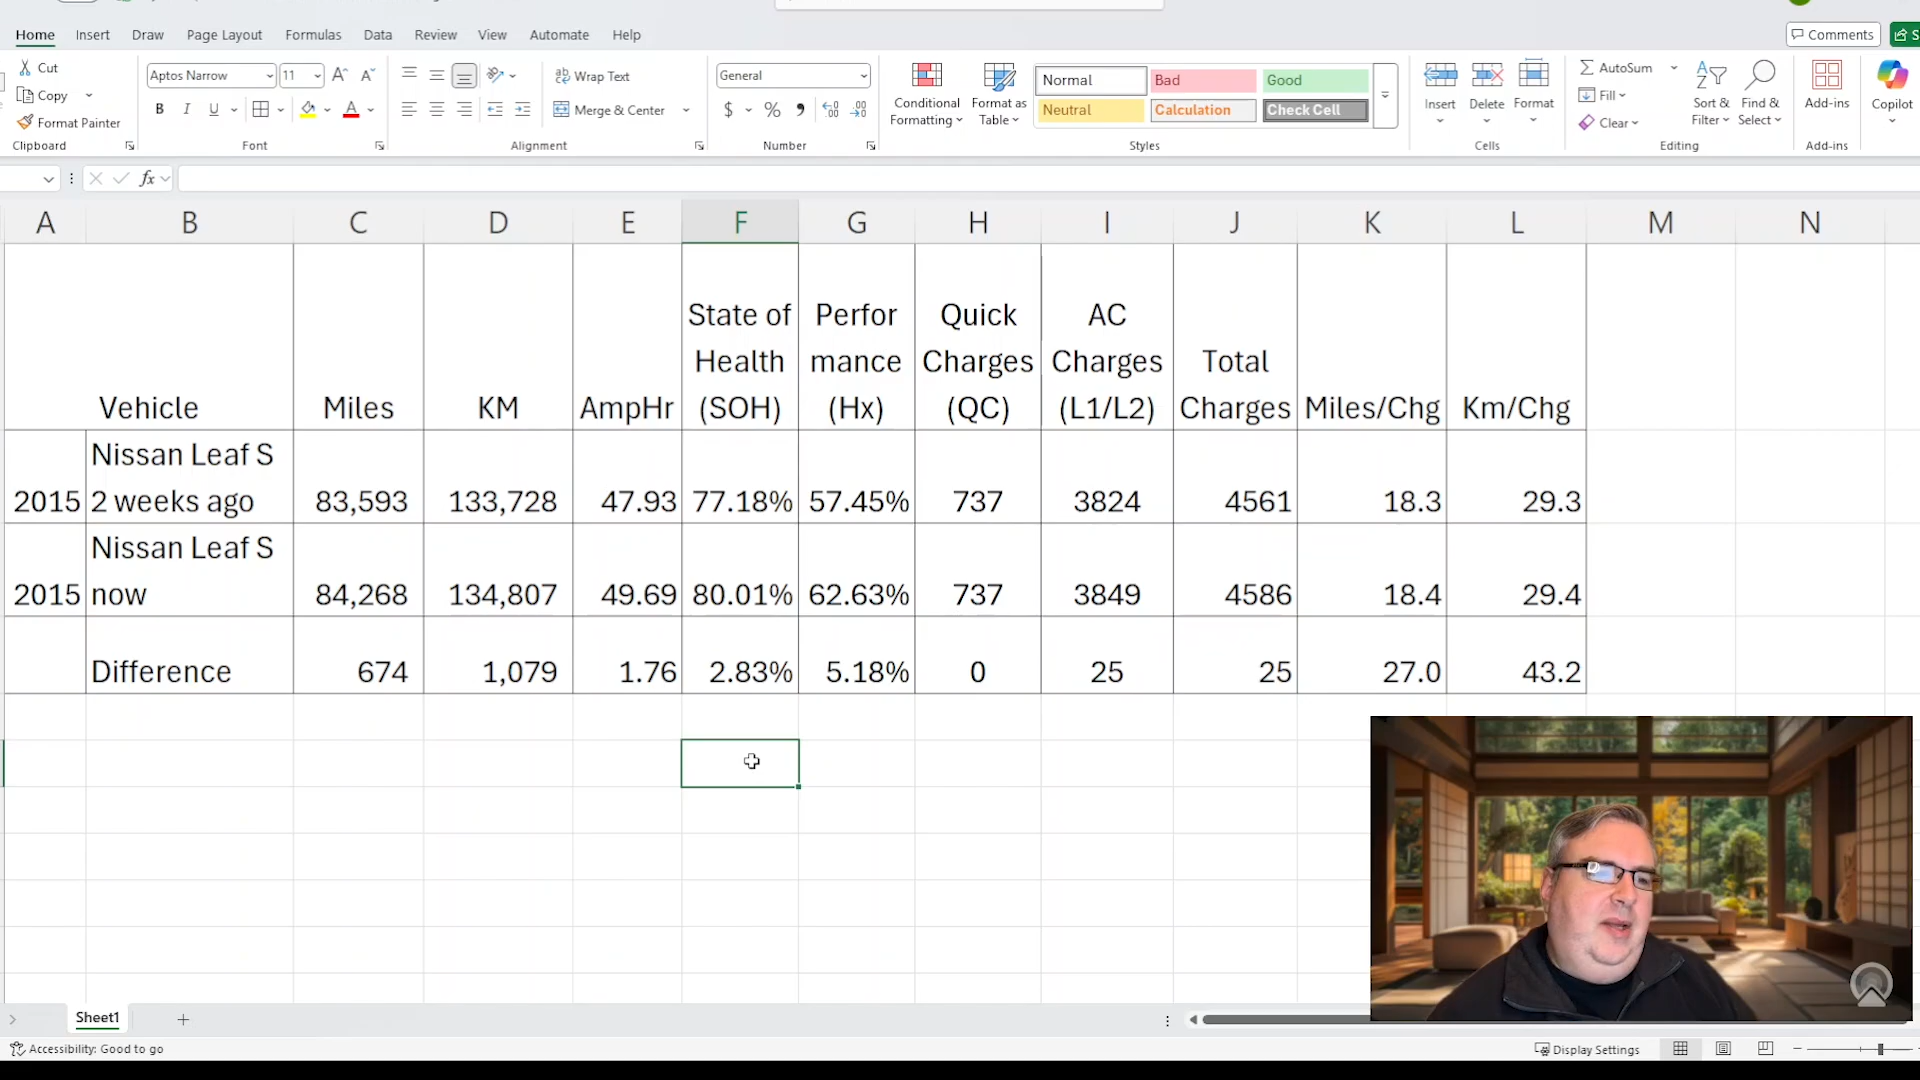 Home Insert Draw Page Layout Formulas Data Review View Automate Help Comments
Cut
Copy
Format Painter
Clipboard
Aptos Narrow 11
B I U
Font
Wrap Text
Merge & Center
Alignment
General
$ % ,
Number
Conditional
Formatting
Format as
Table
Normal Bad Good
Neutral Calculation Check Cell
Styles
Insert Delete Format
Cells
AutoSum
Fill
Clear
Sort &
Filter
Find &
Select
Editing
Add-ins
Add-ins
Copilot
fx
A B C D E F G H I J K L M N
Vehicle
Miles
KM
AmpHr
State of
Health
(SOH)
Perfor
mance
(Hx)
Quick
Charges
(QC)
AC
Charges
(L1/L2)
Total
Charges
Miles/Chg
Km/Chg
Nissan Leaf S
2015 2 weeks ago 83,593 133,728 47.93 77.18% 57.45% 737 3824 4561 18.3 29.3
Nissan Leaf S
2015 now 84,268 134,807 49.69 80.01% 62.63% 737 3849 4586 18.4 29.4
Difference 674 1,079 1.76 2.83% 5.18% 0 25 25 27.0 43.2
Sheet1
Accessibility: Good to go
Display Settings